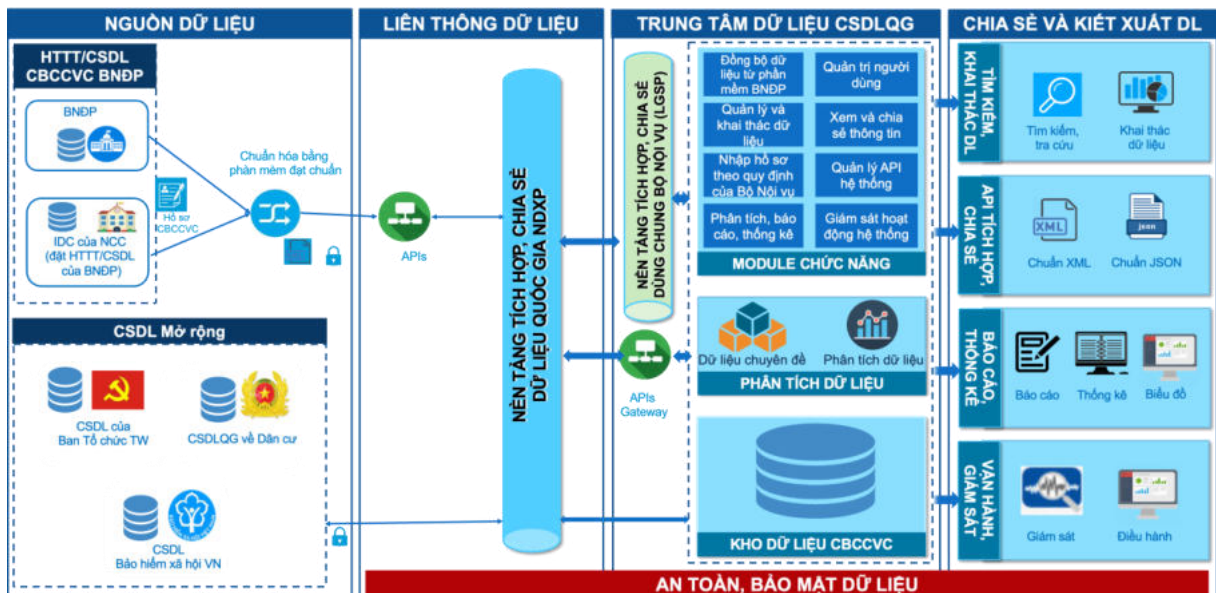 NGUỒN DỮ LIỆU
HTTT/CSDL
CBCCVC BNĐP
BNĐP
IDC của NCC
(đặt HTTT/CSDL
của BNĐP)
Hồ sơ
CBCCVC
Chuẩn hóa bằng
phần mềm đạt chuẩn
CSDL Mở rộng
CSDL của
Ban Tổ chức TW
CSDLQG về Dân cư
CSDL
Bảo hiểm xã hội VN
LIÊN THÔNG DỮ LIỆU
APIs
NỀN TẢNG TÍCH HỢP, CHIA SẺ
DỮ LIỆU QUỐC GIA NDXP
TRUNG TÂM DỮ LIỆU CSDLQG
NỀN TẢNG TÍCH HỢP, CHIA SẺ
DÙNG CHUNG BỘ NỘI VỤ (LGSP)
APIs
Gateway
Đồng bộ dữ
liệu từ phần
mềm BNĐP
Quản trị người
dùng
Quản lý và
khai thác dữ
liệu
Xem và chia
sẻ thông tin
Nhập hồ sơ
theo quy định
của Bộ Nội vụ
Quản lý API
hệ thống
Phân tích, báo
cáo, thống kê
Giám sát hoạt
động hệ thống
MODULE CHỨC NĂNG
Dữ liệu chuyên đề
Phân tích dữ liệu
PHÂN TÍCH DỮ LIỆU
KHO DỮ LIỆU CBCCVC
CHIA SẺ VÀ KIẾT XUẤT DL
TÌM KIẾM,
KHAI THÁC DL
Tìm kiếm,
tra cứu
Khai thác
dữ liệu
API TÍCH HỢP,
CHIA SẺ
XML
Chuẩn XML
json
Chuẩn JSON
BÁO CÁO,
THỐNG KÊ
Báo cáo
Thống kê
Biểu đồ
VẬN HÀNH,
GIÁM SÁT
Giám sát
Điều hành
AN TOÀN, BẢO MẬT DỮ LIỆU